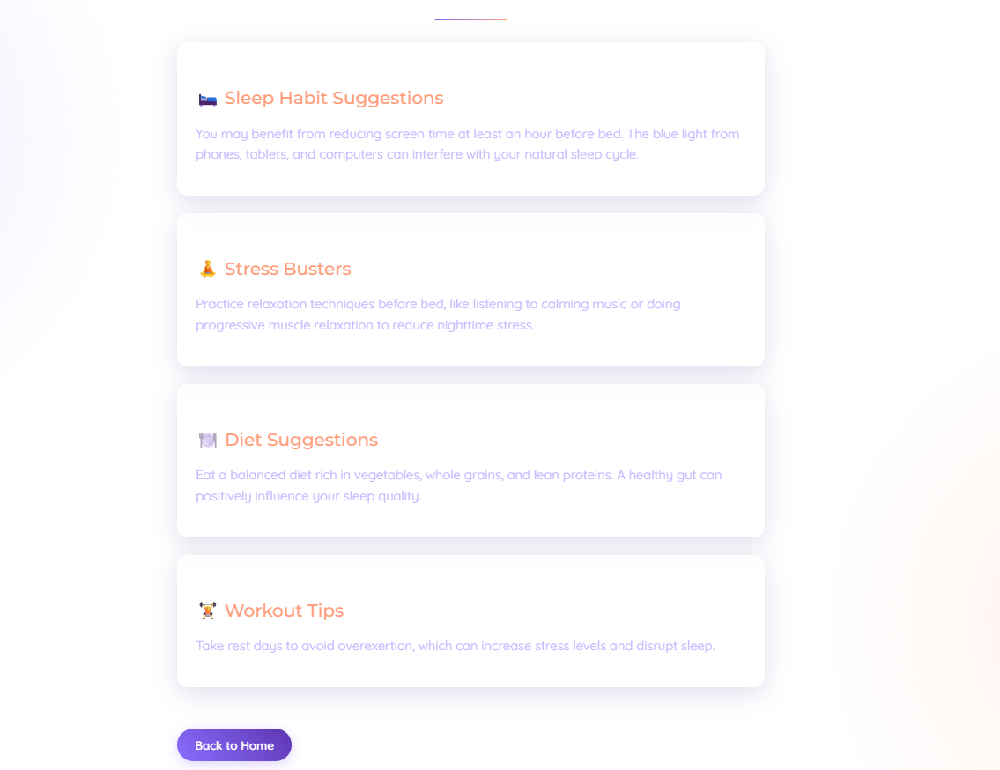 Sleep Habit Suggestions
You may benefit from reducing screen time at least an hour before bed. The blue light from
phones, tablets, and computers can interfere with your natural sleep cycle.
Stress Busters
Practice relaxation techniques before bed, like listening to calming music or doing
progressive muscle relaxation to reduce nighttime stress.
Diet Suggestions
Eat a balanced diet rich in vegetables, whole grains, and lean proteins. A healthy gut can
positively influence your sleep quality.
Workout Tips
Take rest days to avoid overexertion, which can increase stress levels and disrupt sleep.
Back to Home